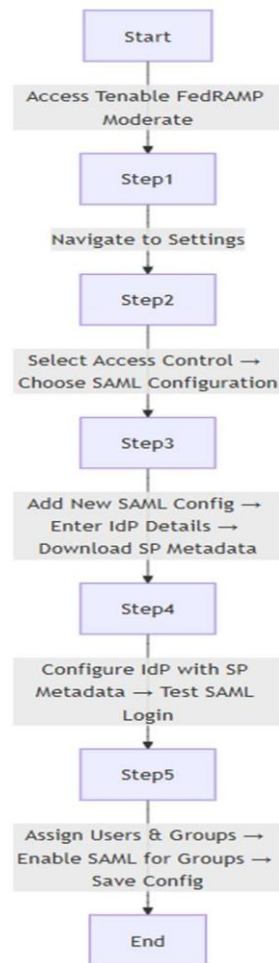 Start
Access Tenable FedRAMP
Moderate
Step1
Navigate to Settings
Step2
Select Access Control →
Choose SAML Configuration
Step3
Add New SAML Config →
Enter IdP Details →
Download SP Metadata
Step4
Configure IdP with SP
Metadata → Test SAML
Login
Step5
Assign Users & Groups →
Enable SAML for Groups →
Save Config
End